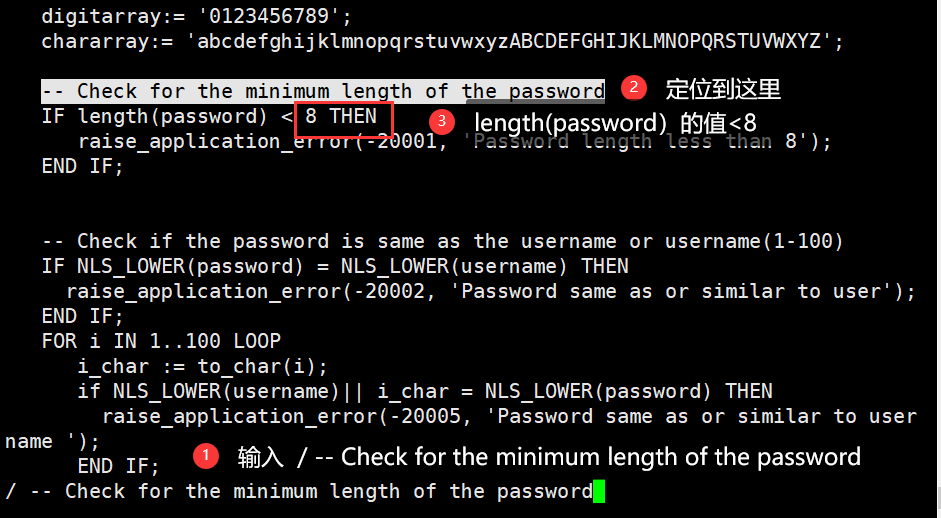 digitarray:= '0123456789';
chararray:= 'abcdefghijklmnopqrstuvwxyzABCDEFGHIJKLMNOPQRSTUVWXYZ';
-- Check for the minimum length of the password
2 定位到这里
IF length(password) < 8 THEN
3 length(password）的值<8
raise_application_error(-20001, 'Password length less than 8');
END IF;
-- Check if the password is same as the username or username(1-100)
IF NLS_LOWER(password) = NLS_LOWER(username) THEN
raise_application_error(-20002, 'Password same as or similar to user');
END IF;
FOR i IN 1..100 LOOP
i_char := to_char(i);
if NLS_LOWER(username)|| i_char = NLS_LOWER(password) THEN
raise_application_error(-20005, 'Password same as or similar to user
name ');
1 输入 / -- Check for the minimum length of the password
END IF;
/ -- Check for the minimum length of the password